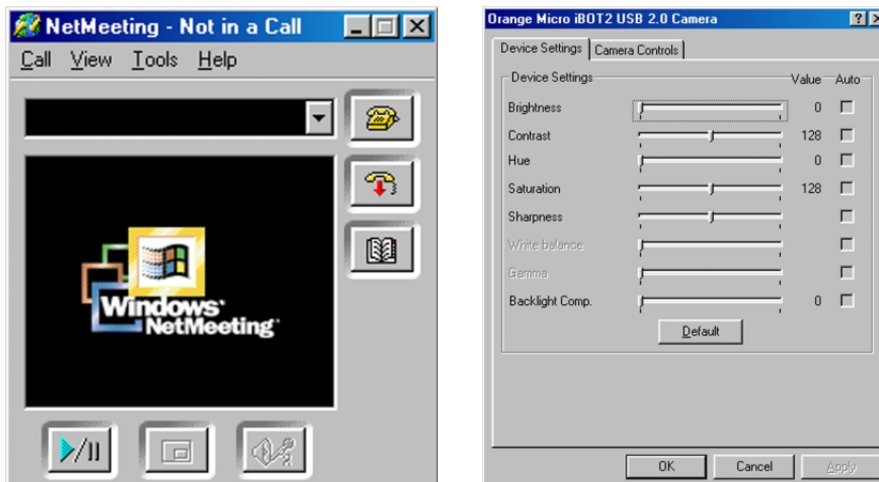 NetMeeting - Not in a Call
Call View Tools Help
Windows
NetMeeting
Orange Micro iBOT2 USB 2.0 Camera
Device Settings Camera Controls
Device Settings Value Auto
Brightness 0
Contrast 128
Hue 0
Saturation 128
Sharpness
White balance
Gamma
Backlight Comp. 0
Default
OK Cancel Apply